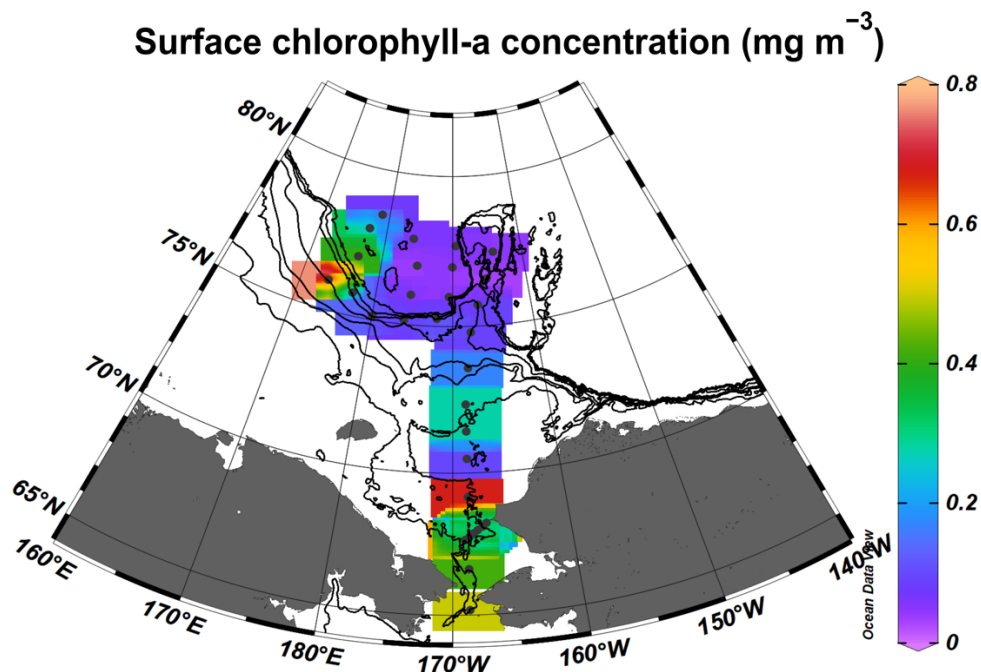 Surface chlorophyll-a concentration (mg m⁻³)
80°N
75°N
70°N
65°N
160°E
170°E
180°E
170°W
160°W
150°W
140°W
0.8
0.6
0.4
0.2
0
Ocean Data View